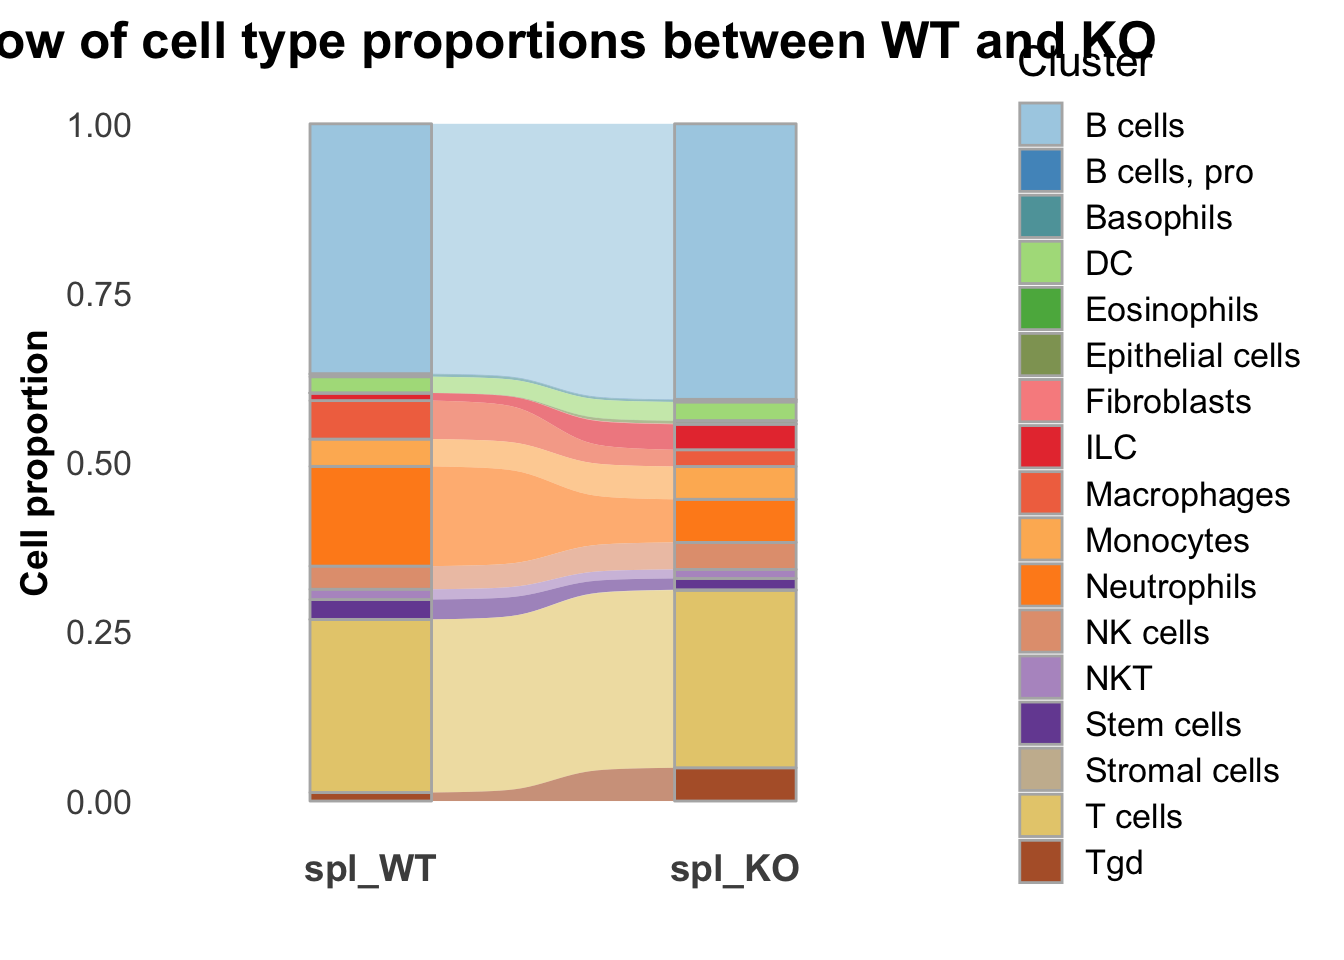 ow of cell type proportions between WT and KO
Cluster
1.00
0.75
0.50
0.25
0.00
Cell proportion
spl_WT
spl_KO
B cells
B cells, pro
Basophils
DC
Eosinophils
Epithelial cells
Fibroblasts
ILC
Macrophages
Monocytes
Neutrophils
NK cells
NKT
Stem cells
Stromal cells
T cells
Tgd